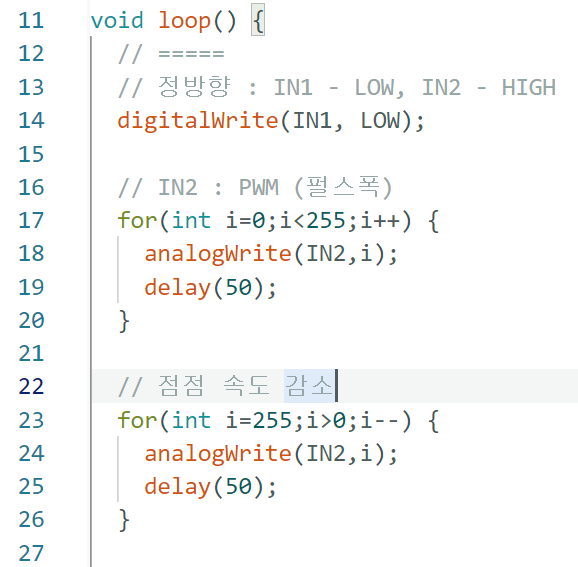 11 void loop() {
12 // =====
13 // 정방향 : IN1 - LOW, IN2 - HIGH
14 digitalWrite(IN1, LOW);
15
16 // IN2 : PWM (펄스폭)
17 for(int i=0;i<255;i++) {
18 analogWrite(IN2,i);
19 delay(50);
20 }
21
22 // 점점 속도 감소
23 for(int i=255;i>0;i--) {
24 analogWrite(IN2,i);
25 delay(50);
26 }
27